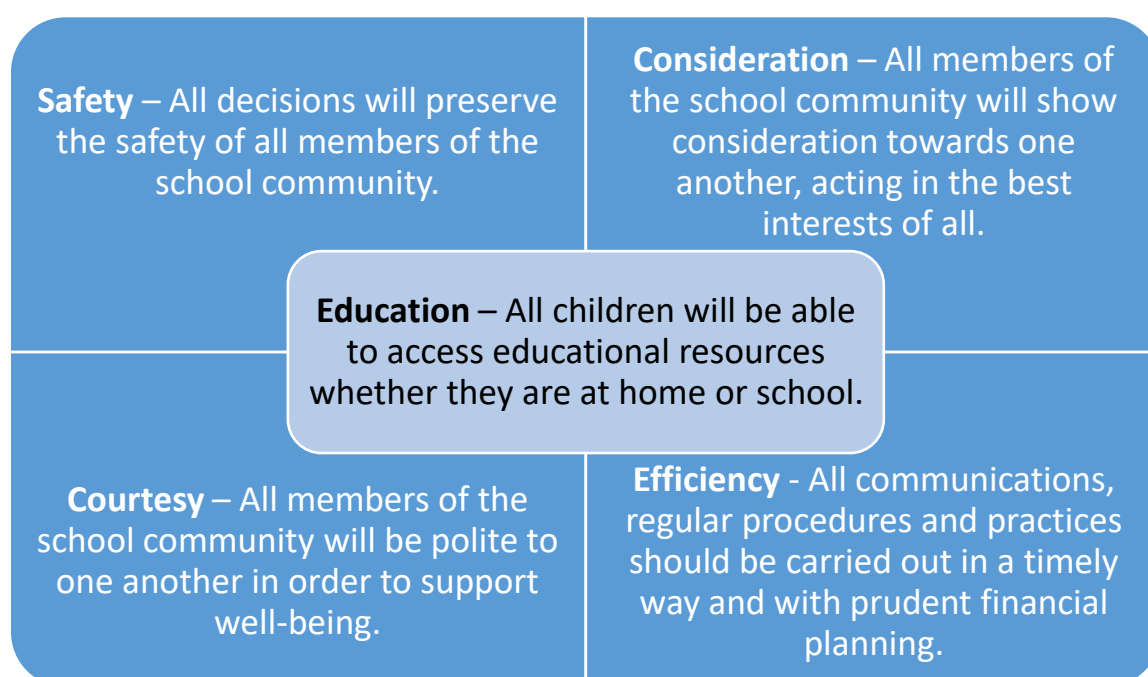 Safety – All decisions will preserve
the safety of all members of the
school community.
Consideration – All members of
the school community will show
consideration towards one
another, acting in the best
interests of all.
Education – All children will be able
to access educational resources
whether they are at home or school.
Courtesy – All members of the
school community will be polite to
one another in order to support
well-being.
Efficiency - All communications,
regular procedures and practices
should be carried out in a timely
way and with prudent financial
planning.